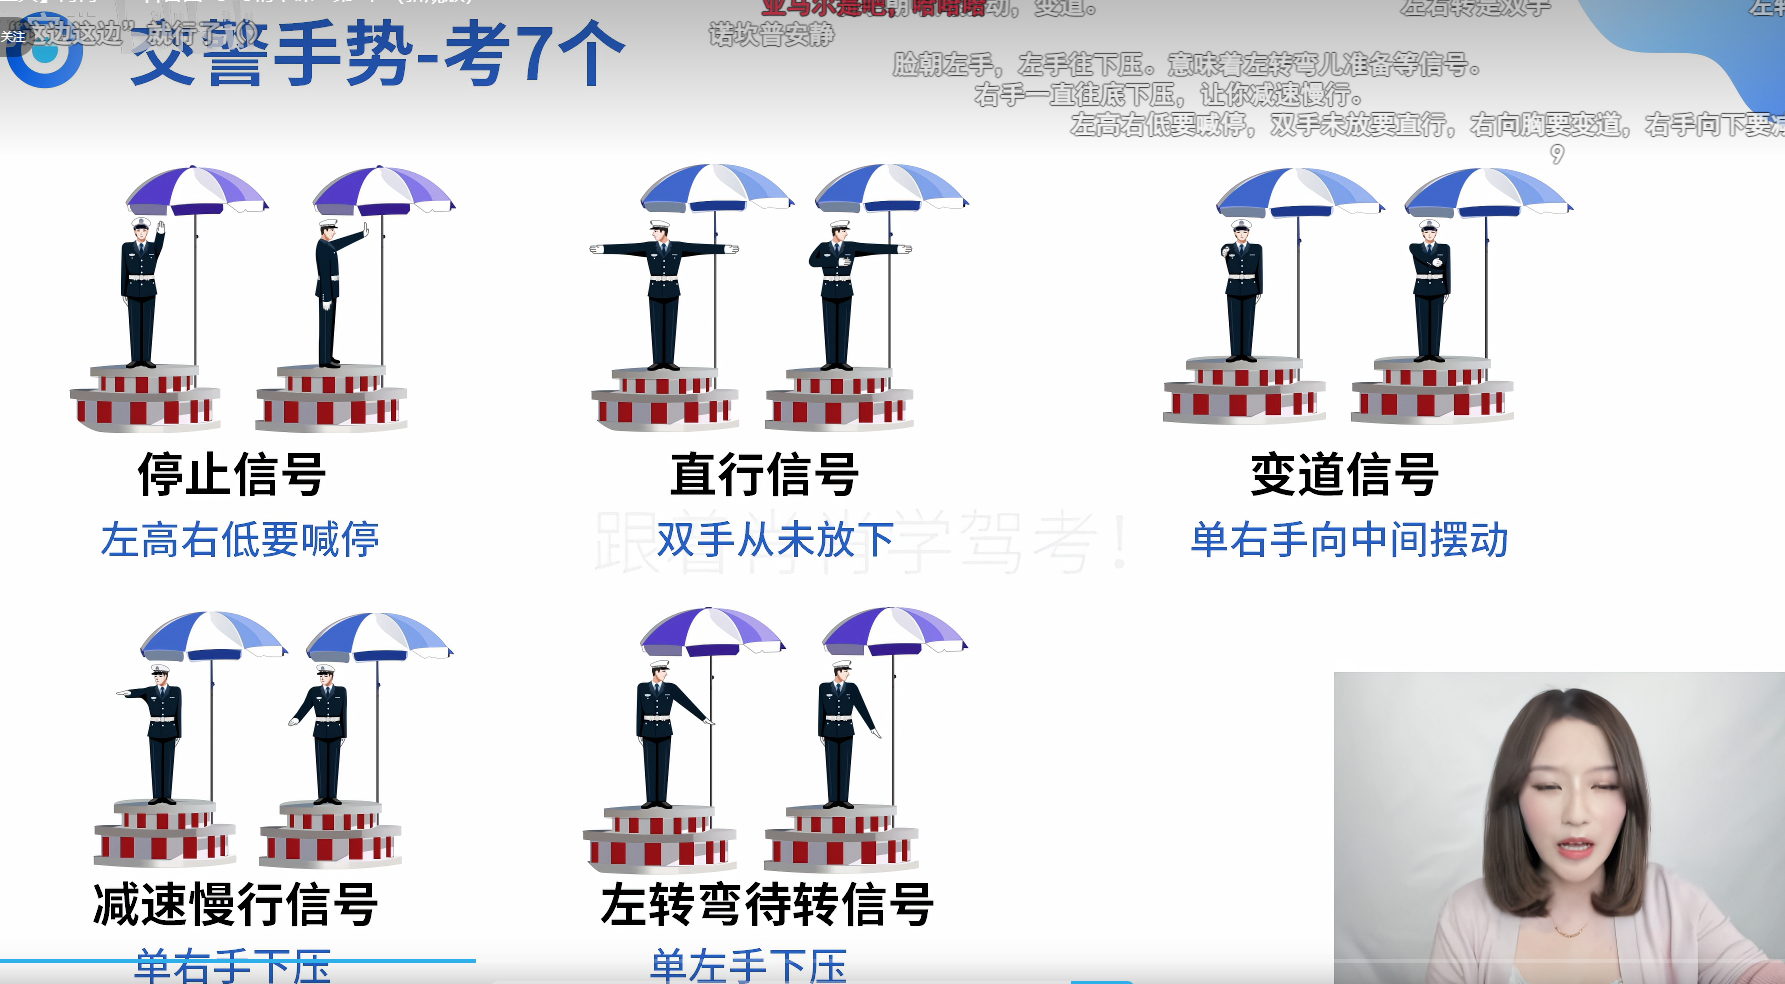 亚马尔是吧，哈哈哈
动，变道。
左右转是双手
“这边这边”就行了
关注
诺坎普安静
交警手势-考7个
脸朝左手，左手往下压。意味着左转弯儿准备等信号。
右手一直往底下压，让你减速慢行。
左高右低要喊停，双手未放要直行，右向胸要变道，右手向下要减
9
停止信号
直行信号
变道信号
左高右低要喊停
双手从未放下
单右手向中间摆动
跟着肖肖学驾考！
减速慢行信号
左转弯待转信号
单右手下压
单左手下压